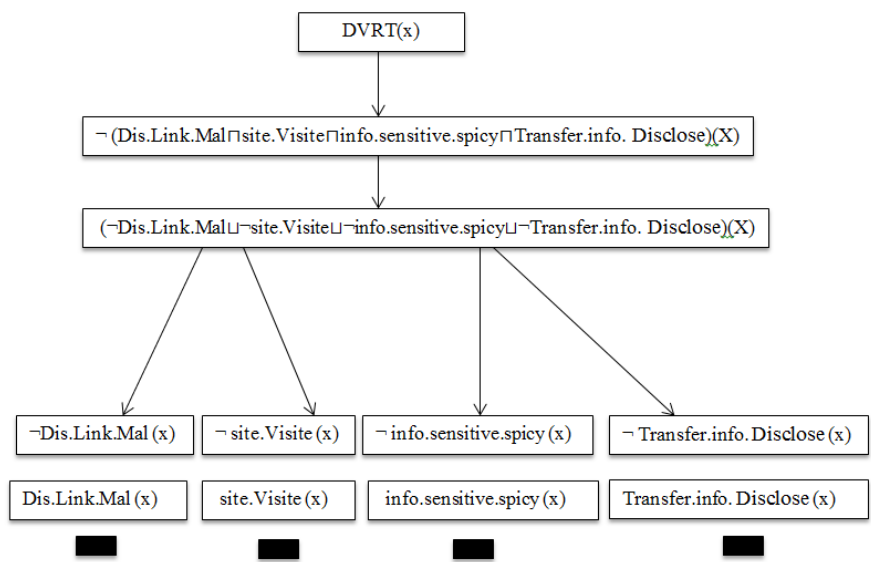 DVRT(x)
¬ (Dis.Link.Mal⊓site.Visite⊓info.sensitive.spicy⊓Transfer.info. Disclose)(X)
(¬Dis.Link.Mal⊔¬site.Visite⊔¬info.sensitive.spicy⊔¬Transfer.info. Disclose)(X)
¬Dis.Link.Mal (x)
¬ site.Visite (x)
¬ info.sensitive.spicy (x)
¬ Transfer.info. Disclose (x)
Dis.Link.Mal (x)
site.Visite (x)
info.sensitive.spicy (x)
Transfer.info. Disclose (x)